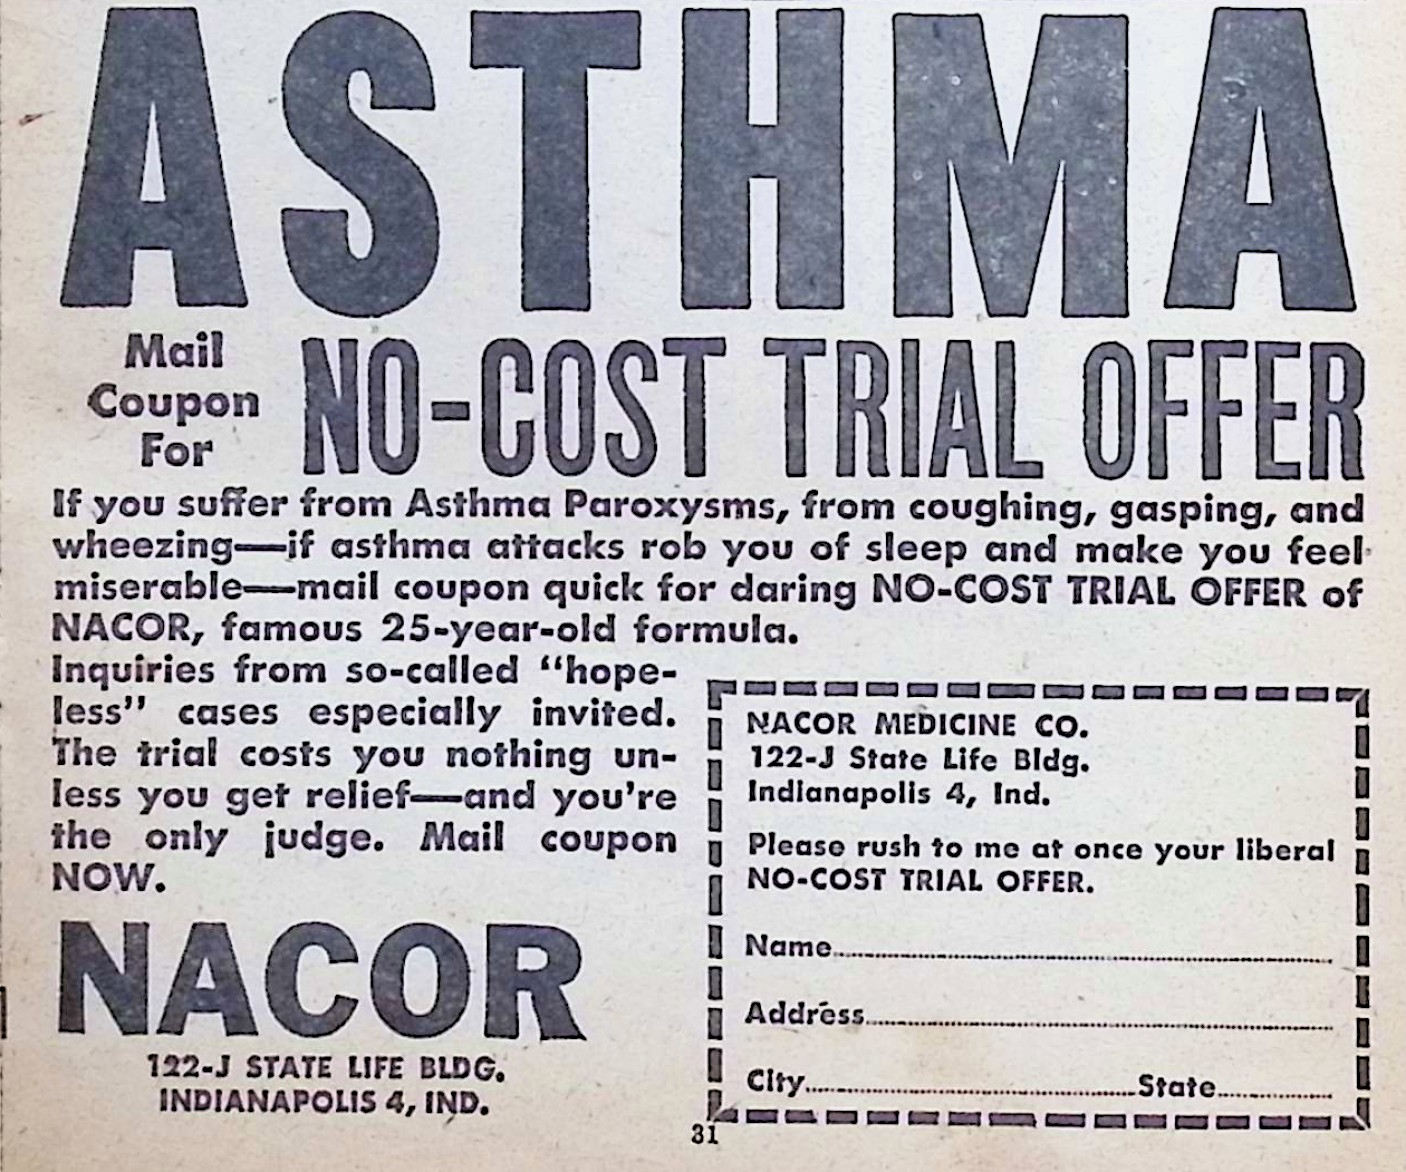 ASTHMA
Mail
Coupon
For
NO-COST TRIAL OFFER
If you suffer from Asthma Paroxysms, from coughing, gasping, and
wheezing—if asthma attacks rob you of sleep and make you feel
miserable—mail coupon quick for daring NO-COST TRIAL OFFER of
NACOR, famous 25-year-old formula.
Inquiries from so-called “hope-
less” cases especially invited.
The trial costs you nothing un-
less you get relief—and you're
the only judge. Mail coupon
NOW.
NACOR
122-J STATE LIFE BLDG.
INDIANAPOLIS 4, IND.
NACOR MEDICINE CO.
122-J State Life Bldg.
Indianapolis 4, Ind.
Please rush to me at once your liberal
NO-COST TRIAL OFFER.
Name
Address
City State
31